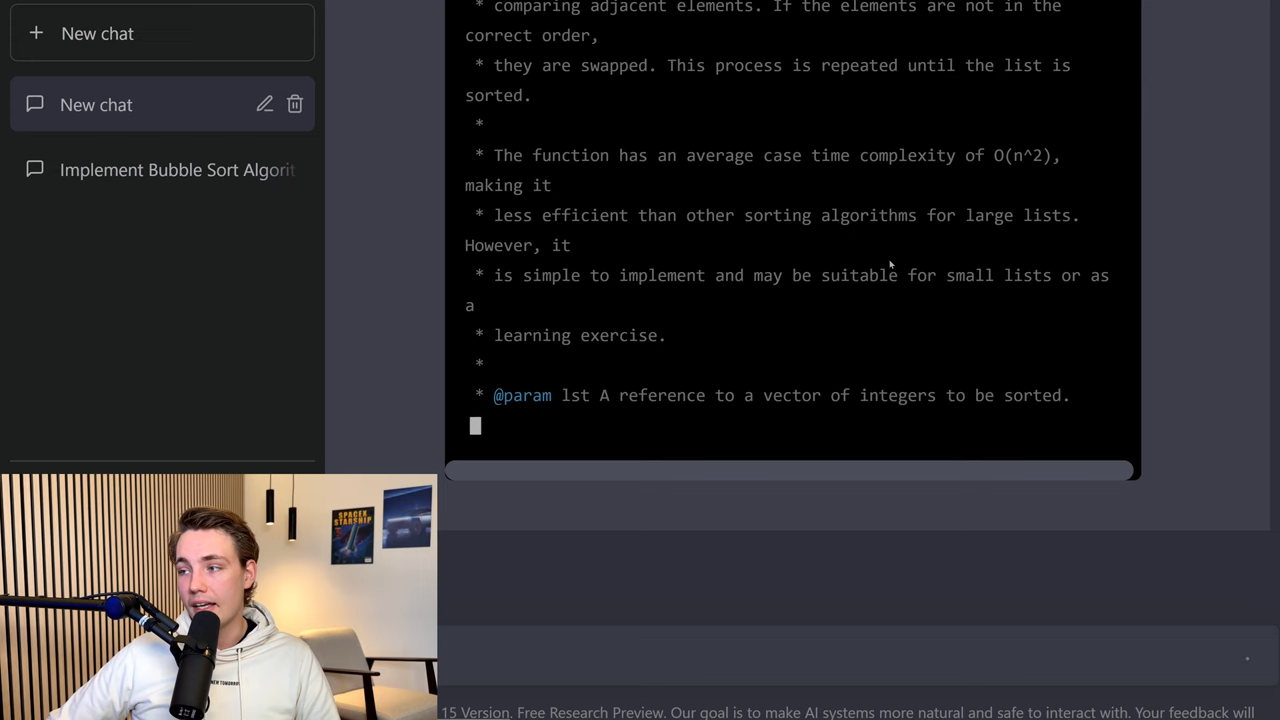 New chat
New chat
Implement Bubble Sort Algorit
* comparing adjacent elements. If the elements are not in the
correct order,
* they are swapped. This process is repeated until the list is
sorted.
*
* The function has an average case time complexity of O(n^2),
making it
* less efficient than other sorting algorithms for large lists.
However, it
* is simple to implement and may be suitable for small lists or as
a
* learning exercise.
*
* @param lst A reference to a vector of integers to be sorted.
SPACEX
STARSHIP
NEW TOMORROW
15 Version. Free Research Preview. Our goal is to make AI systems more natural and safe to interact with. Your feedback will